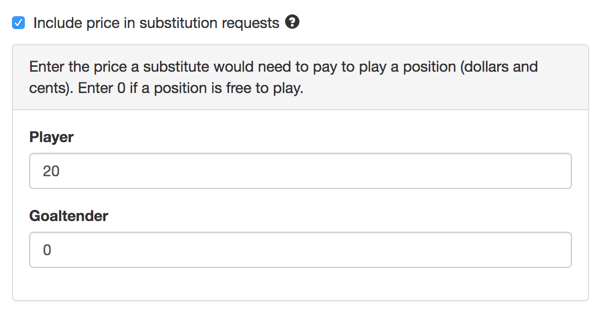 Include price in substitution requests ?
Enter the price a substitute would need to pay to play a position (dollars and
cents). Enter 0 if a position is free to play.
Player
20
Goaltender
0